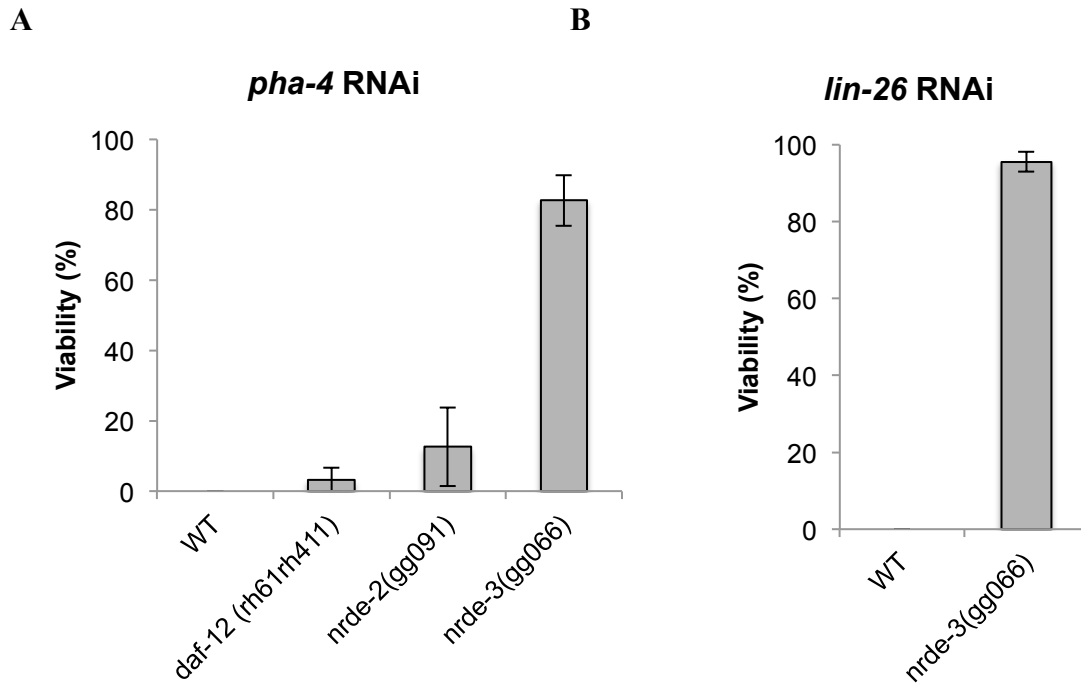 A
pha-4 RNAi
Viability (%)
100
80
60
40
20
0
WT
daf-12 (rh61rh411)
nrde-2(gg091)
nrde-3(gg066)
B
lin-26 RNAi
Viability (%)
100
80
60
40
20
0
WT
nrde-3(gg066)